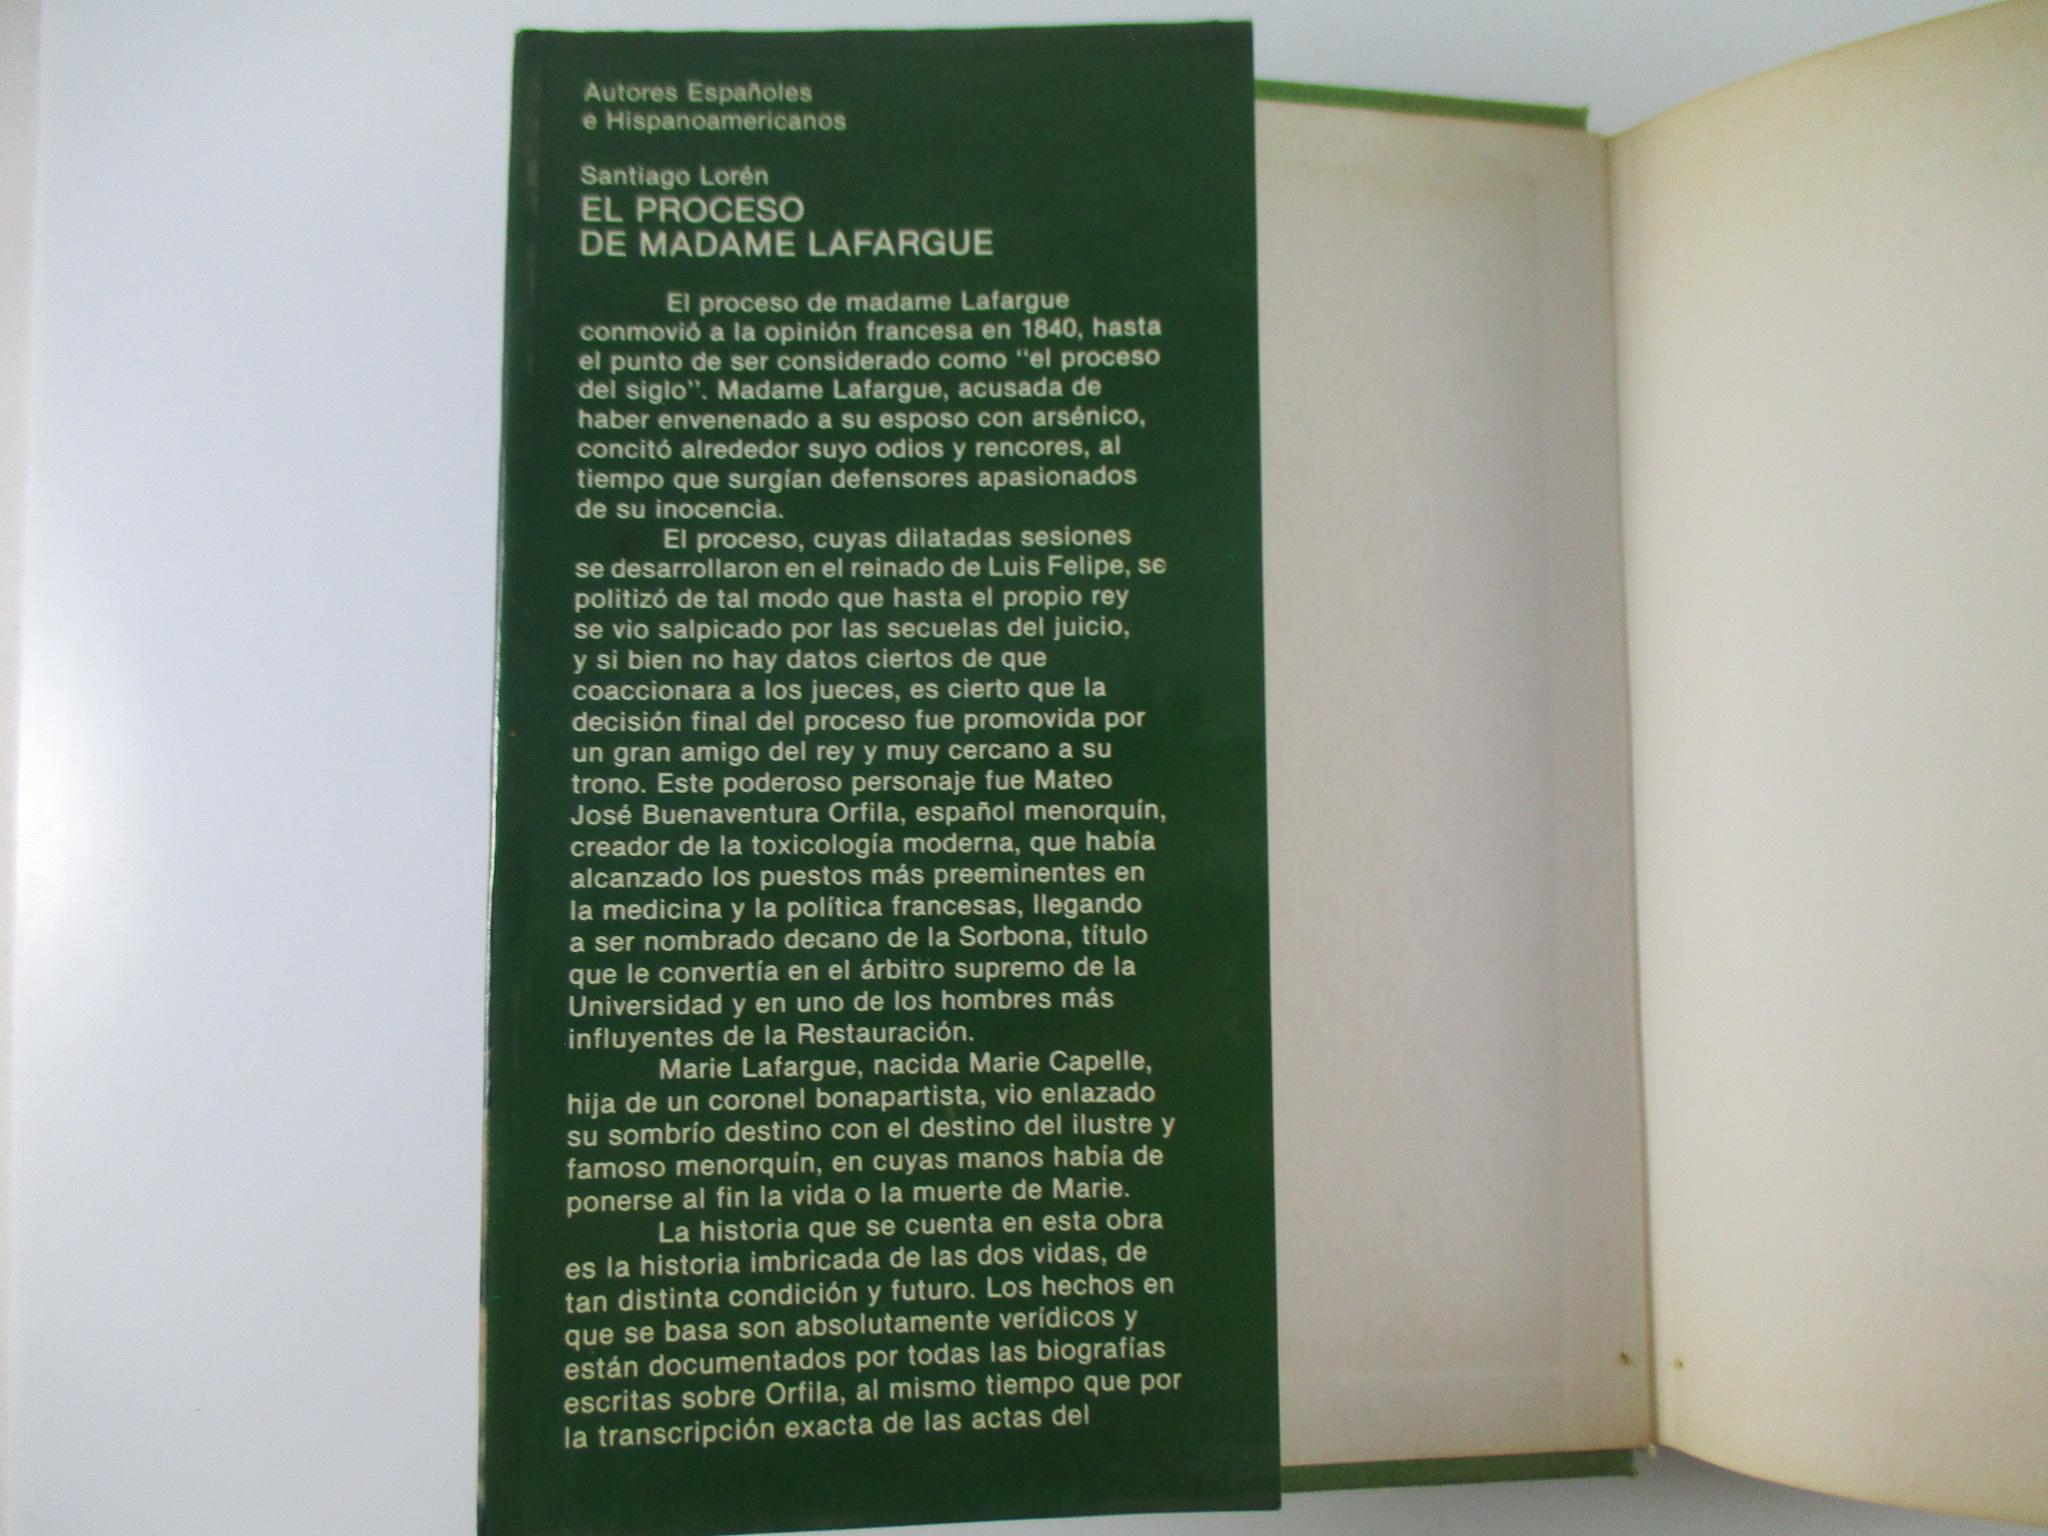 Autores Españoles
e Hispanoamericanos
Santiago Lorén
EL PROCESO
DE MADAME LAFARGUE
El proceso de madame Lafargue
conmovió a la opinión francesa en 1840, hasta
el punto de ser considerado como "el proceso
del siglo". Madame Lafargue, acusada de
haber envenenado a su esposo con arsénico,
concitó alrededor suyo odios y rencores, al
tiempo que surgían defensores apasionados
de su inocencia.
El proceso, cuyas dilatadas sesiones
se desarrollaron en el reinado de Luis Felipe, se
politizó de tal modo que hasta el propio rey
se vio salpicado por las secuelas del juicio,
y si bien no hay datos ciertos de que
coaccionara a los jueces, es cierto que la
decisión final del proceso fue promovida por
un gran amigo del rey y muy cercano a su
trono. Este poderoso personaje fue Mateo
José Buenaventura Orfila, español menorquín,
creador de la toxicología moderna, que había
alcanzado los puestos más preeminentes en
la medicina y la política francesas, llegando
a ser nombrado decano de la Sorbona, título
que le convertía en el árbitro supremo de la
Universidad y en uno de los hombres más
influyentes de la Restauración.
Marie Lafargue, nacida Marie Capelle,
hija de un coronel bonapartista, vio enlazado
su sombrío destino con el destino del ilustre y
famoso menorquín, en cuyas manos había de
ponerse al fin la vida o la muerte de Marie.
La historia que se cuenta en esta obra
es la historia imbricada de las dos vidas, de
tan distinta condición y futuro. Los hechos en
que se basa son absolutamente verídicos y
están documentados por todas las biografías
escritas sobre Orfila, al mismo tiempo que por
la transcripción exacta de las actas del